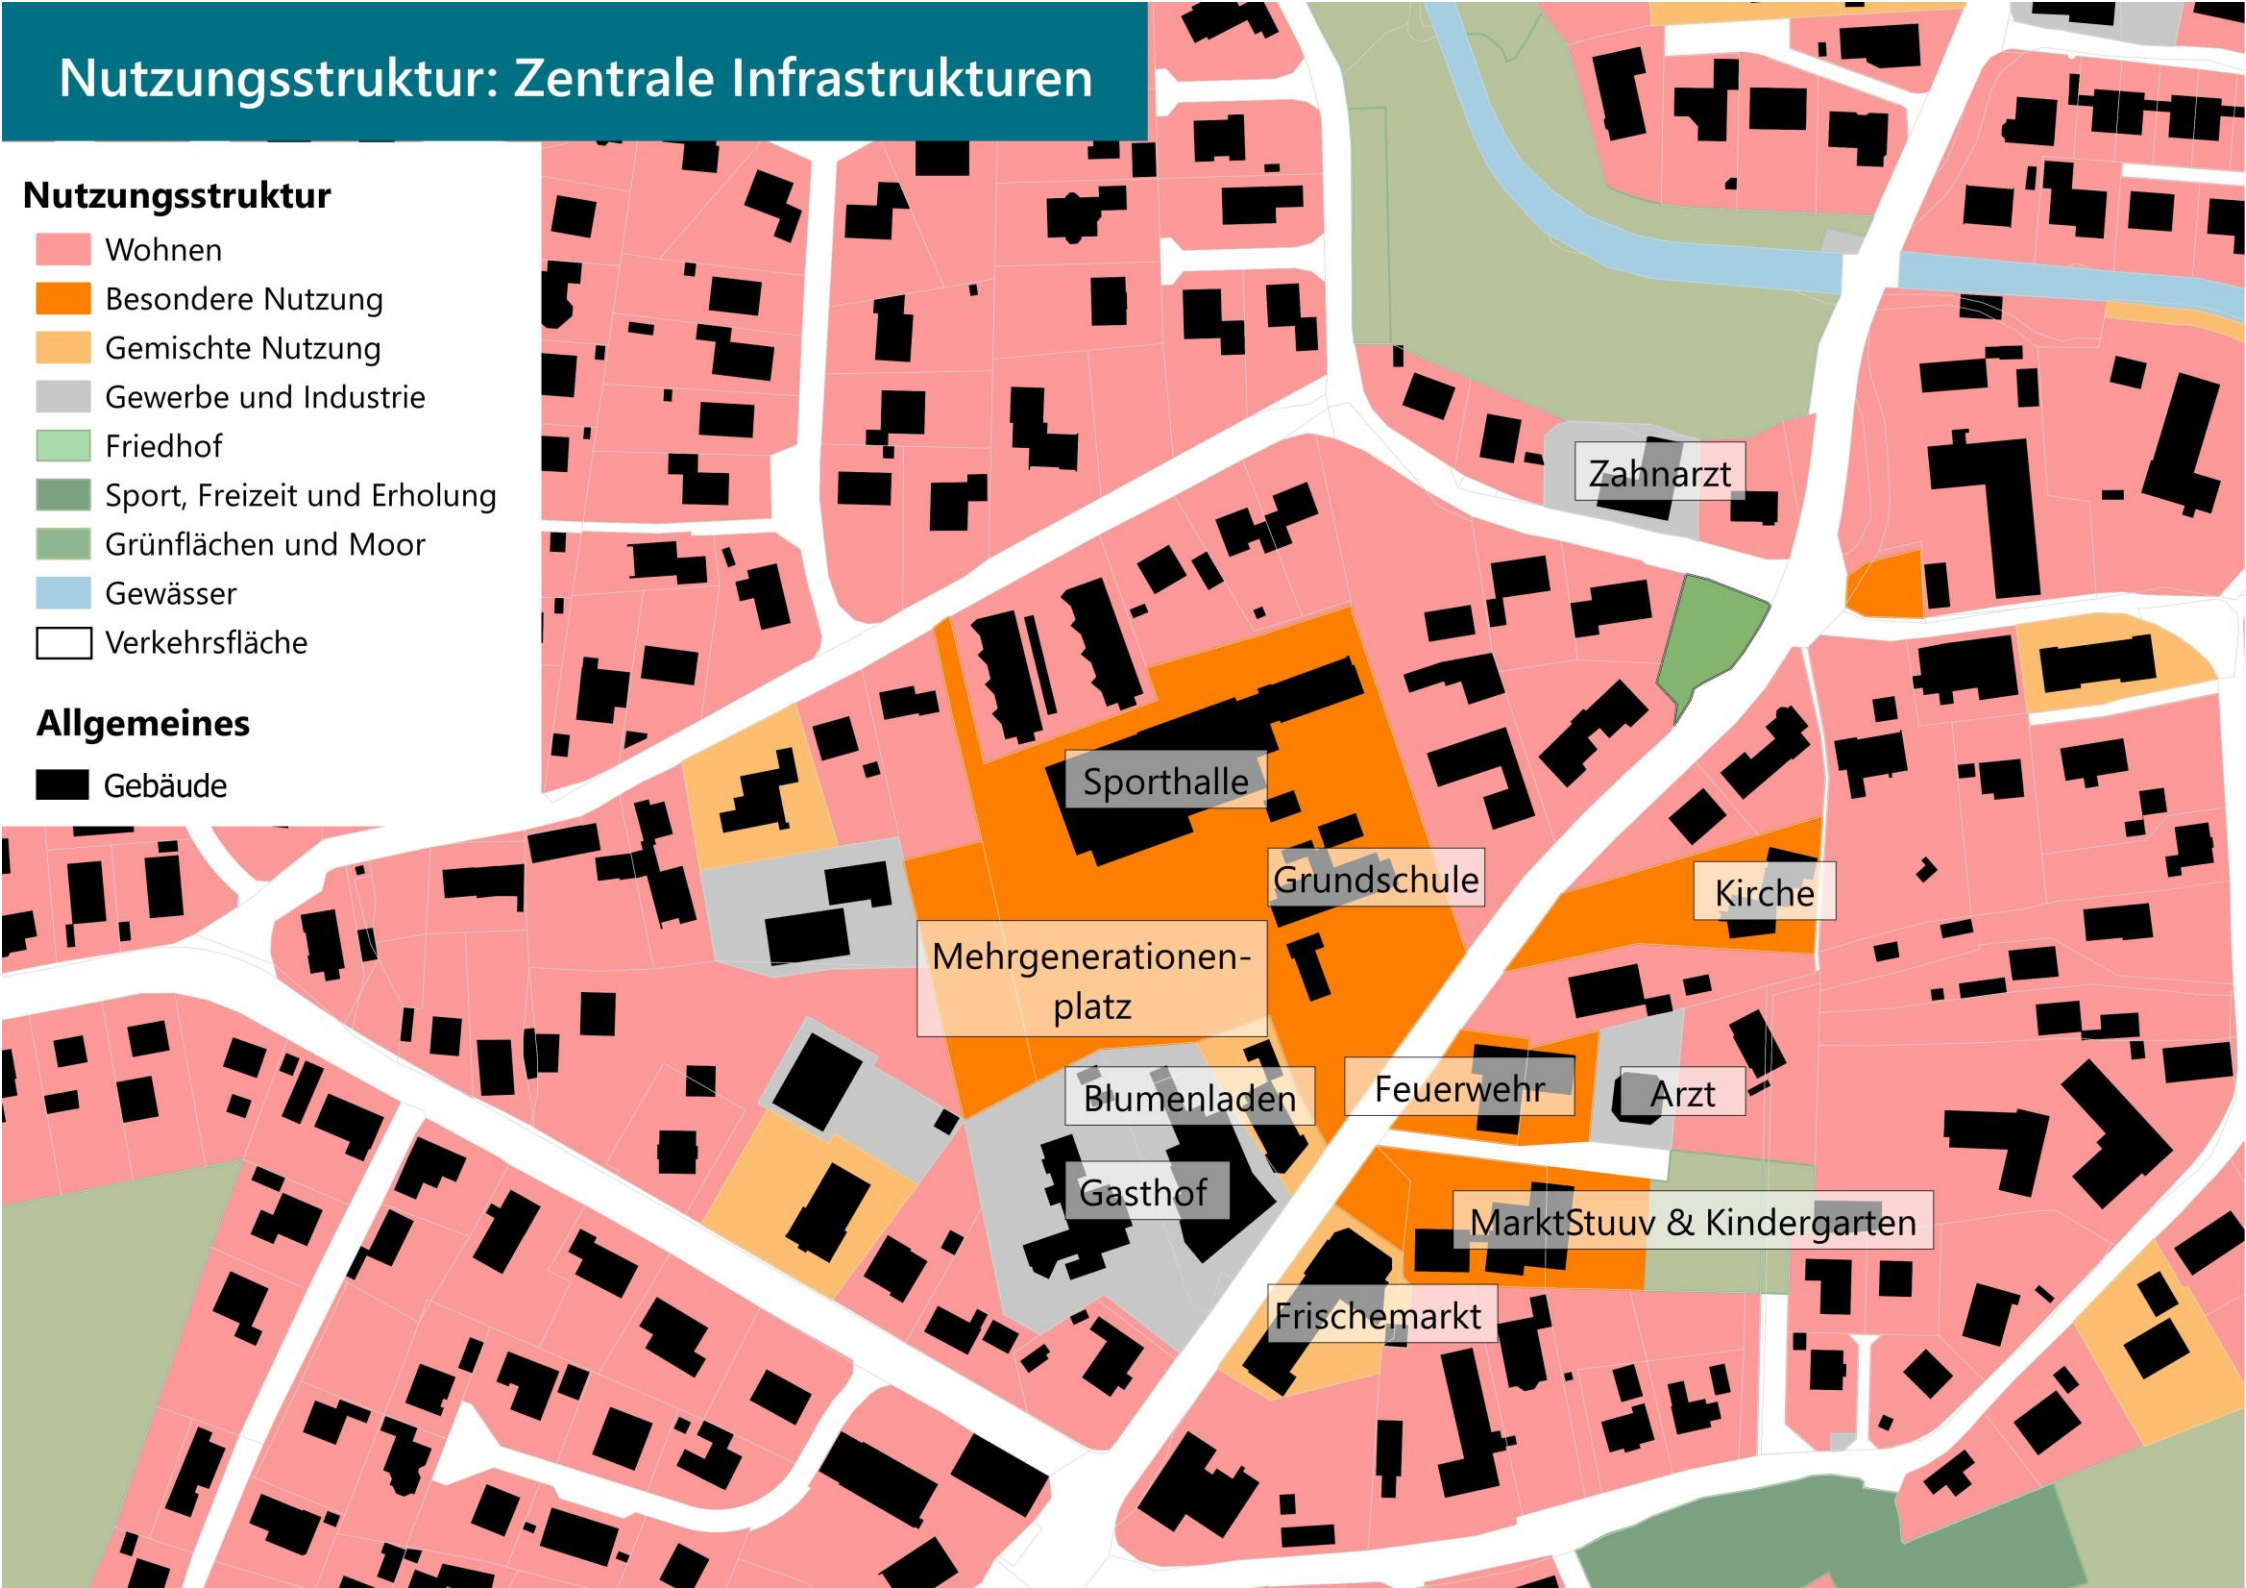 Nutzungsstruktur: Zentrale Infrastrukturen
Nutzungsstruktur
Wohnen
Besondere Nutzung
Gemischte Nutzung
Gewerbe und Industrie
Friedhof
Sport, Freizeit und Erholung
Grünflächen und Moor
Gewässer
Verkehrsfläche
Allgemeines
Gebäude
Zahnarzt
Sporthalle
Grundschule
Kirche
Mehrgenerationen-
platz
Blumenladen
Feuerwehr
Arzt
Gasthof
MarktStuuv & Kindergarten
Frischemarkt